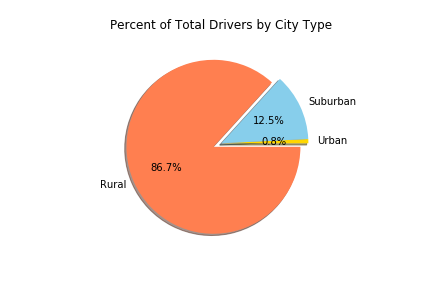 Percent of Total Drivers by City Type
Suburban
12.5%
0.8%
Urban
86.7%
Rural